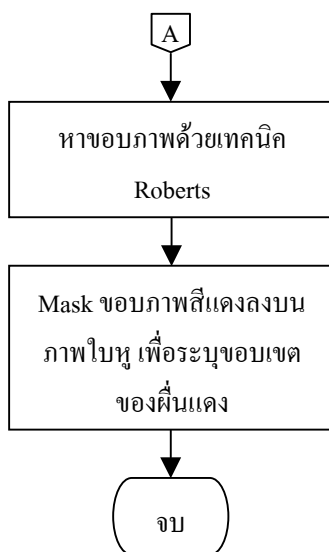 A
หาขอบภาพด้วยเทคนิค
Roberts
Mask ขอบภาพสีแดงลงบน
ภาพใบหู เพื่อระบุขอบเขต
ของผื่นแดง
จบ